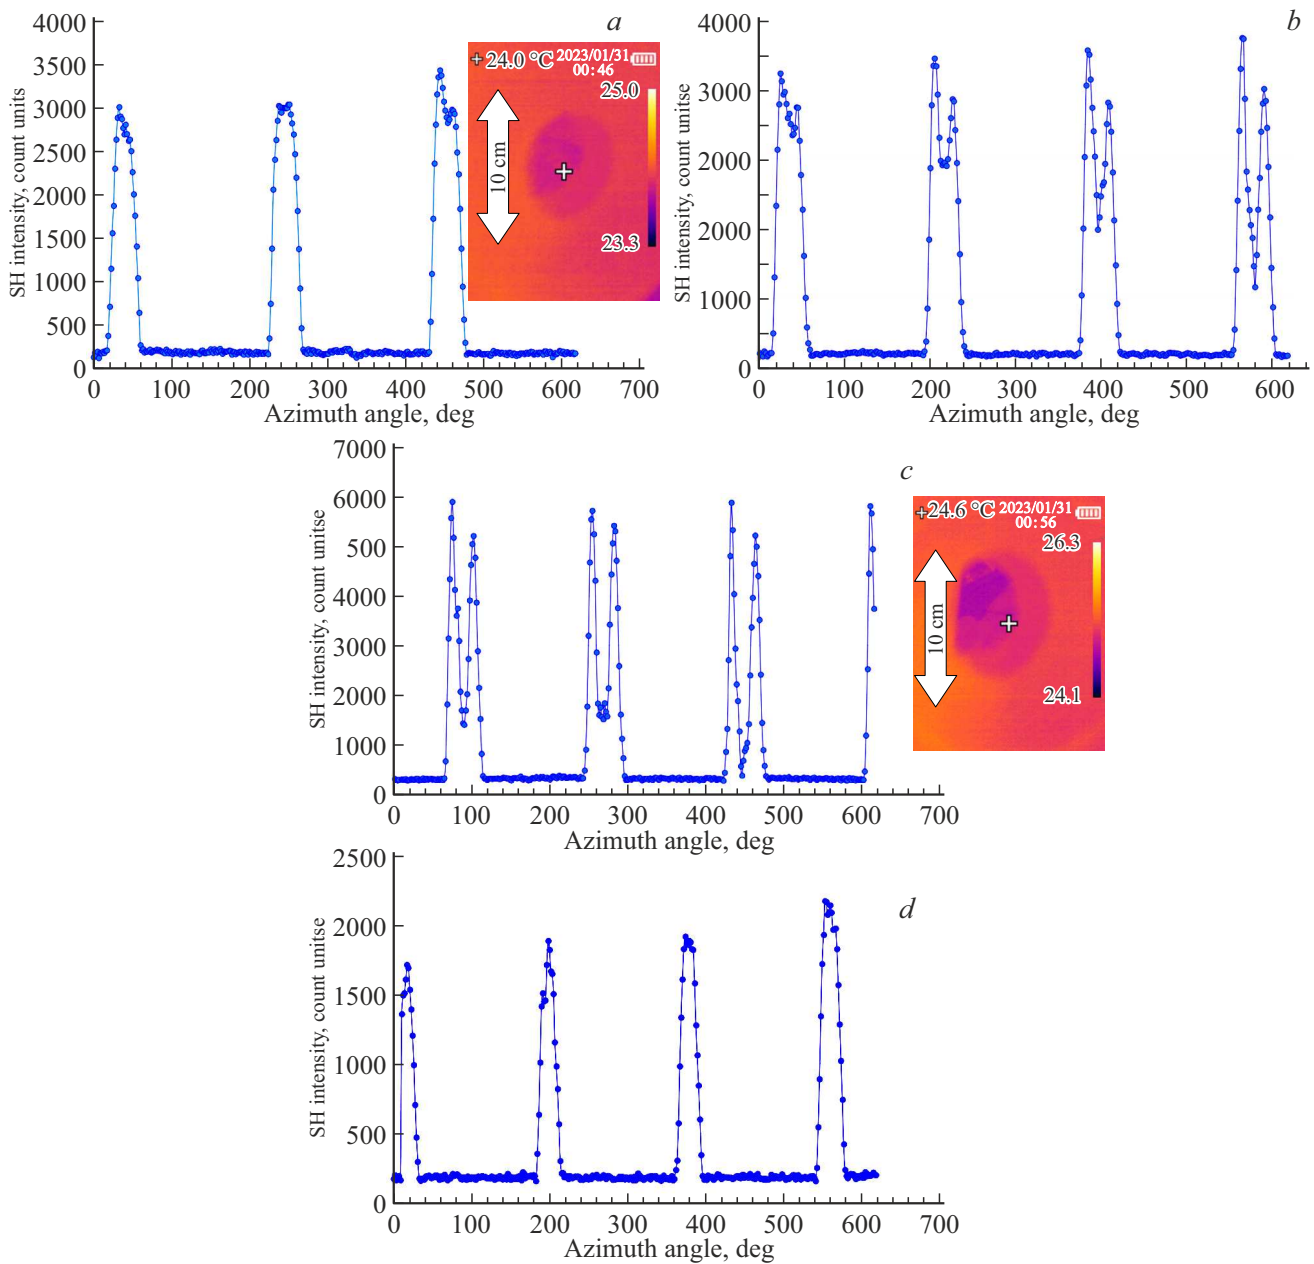 a
SH intensity, count units
4000
3500
3000
2500
2000
1500
1000
500
0
0 100 200 300 400 500 600 700
Azimuth angle, deg
24.0 °C 2023/01/31
00:46
25.0
10 cm
23.3
b
SH intensity, count unitse
4000
3000
2000
1000
0
0 100 200 300 400 500 600
Azimuth angle, deg
c
SH intensity, count unitse
7000
6000
500
4000
3000
2000
1000
0
0 100 200 300 400 500 600 700
Azimuth angle, deg
24.6 °C 2023/01/31
00:56
26.3
10 cm
24.1
d
SH intensity, count unitse
2500
2000
1500
1000
500
0
0 100 200 300 400 500 600 700
Azimuth angle, deg